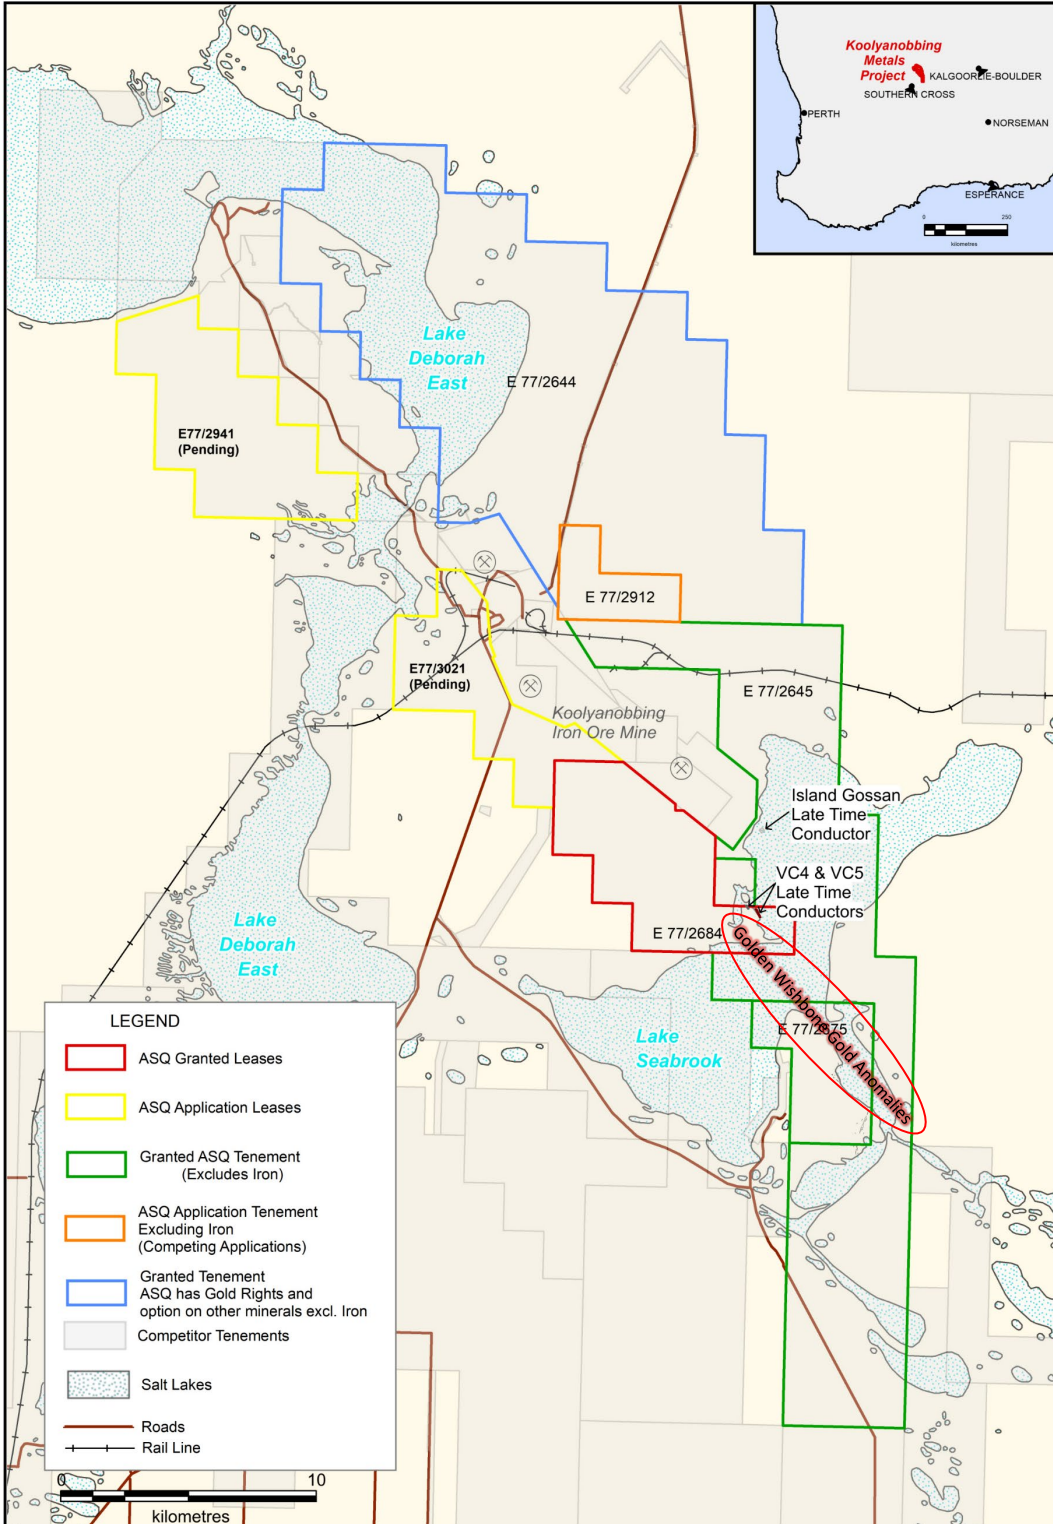 Koolyanobbing
Metals
Project
KALGOORLIE-BOULDER
SOUTHERN CROSS
PERTH
NORSEMAN
ESPERANCE
0 250
kilometres
Lake
Deborah
East
E 77/2644
E77/2941
(Pending)
E 77/2912
E77/3021
(Pending)
E 77/2645
Koolyanobbing
Iron Ore Mine
Island Gossan
Late Time
Conductor
VC4 & VC5
Late Time
Conductors
E 77/2684
Golden Wishbone Gold Anomalies
Lake
Deborah
East
Lake
Seabrook
E 77/2675
LEGEND
ASQ Granted Leases
ASQ Application Leases
Granted ASQ Tenement
(Excludes Iron)
ASQ Application Tenement
Excluding Iron
(Competing Applications)
Granted Tenement
ASQ has Gold Rights and
option on other minerals excl. Iron
Competitor Tenements
Salt Lakes
Roads
Rail Line
0 10
kilometres